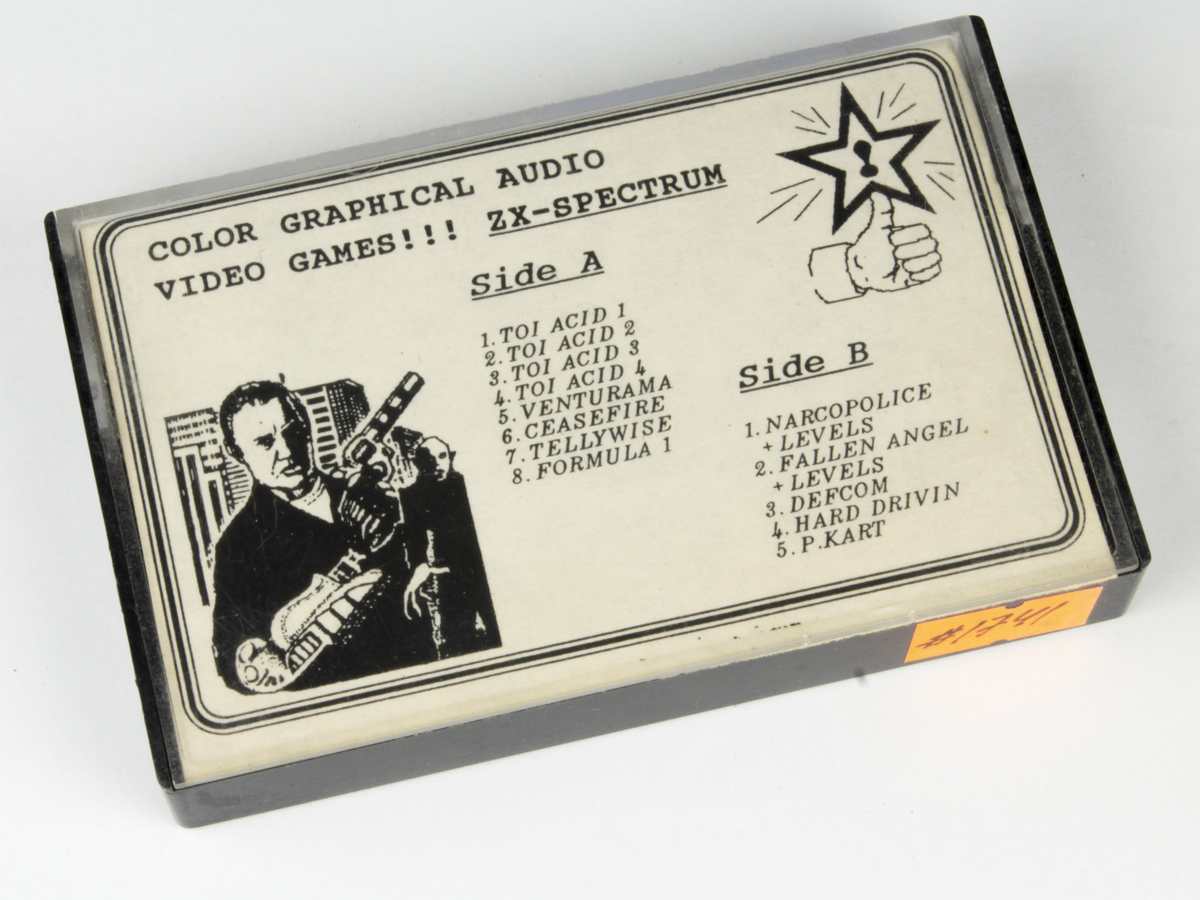 COLOR GRAPHICAL AUDIO
VIDEO GAMES!!! ZX-SPECTRUM
Side A
1. TOI ACID 1
2. TOI ACID 2
3. TOI ACID 3
4. TOI ACID 4
5. VENTURAMA
6. CEASEFIRE
7. TELLYWISE
8. FORMULA 1
Side B
1. NARCOPOLICE
+ LEVELS
2. FALLEN ANGEL
+ LEVELS
3. DEFCOM
4. HARD DRIVIN
5. P.KART
#1741